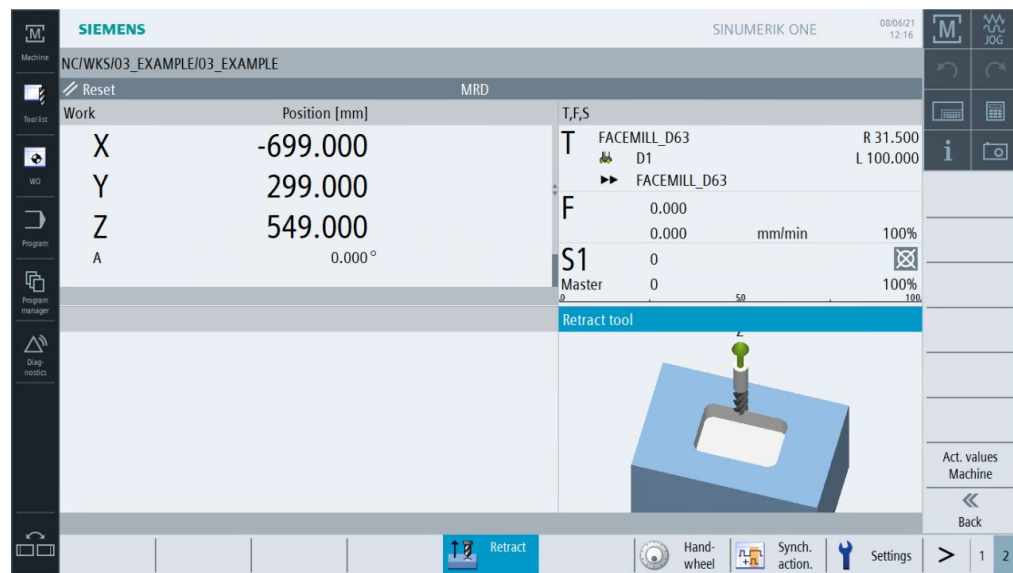 SIEMENS
SINUMERIK ONE
08/06/21
12:16
M
JOG
Machine
NC/WKS/03_EXAMPLE/03_EXAMPLE
Reset
MRD
Work
Position [mm]
T,F,S
X
-699.000
Y
299.000
Z
549.000
A
0.000°
T
FACEMILL_D63
R 31.500
D1
L 100.000
FACEMILL_D63
F
0.000
0.000
mm/min
100%
S1
0
Master
0
100%
0
50
100
Retract tool
Z
M
Tool list
WO
Program
Program
manager
Diag-
nostics
i
Act. values
Machine
Back
Retract
Hand-
wheel
Synch.
action.
Settings
>
1
2